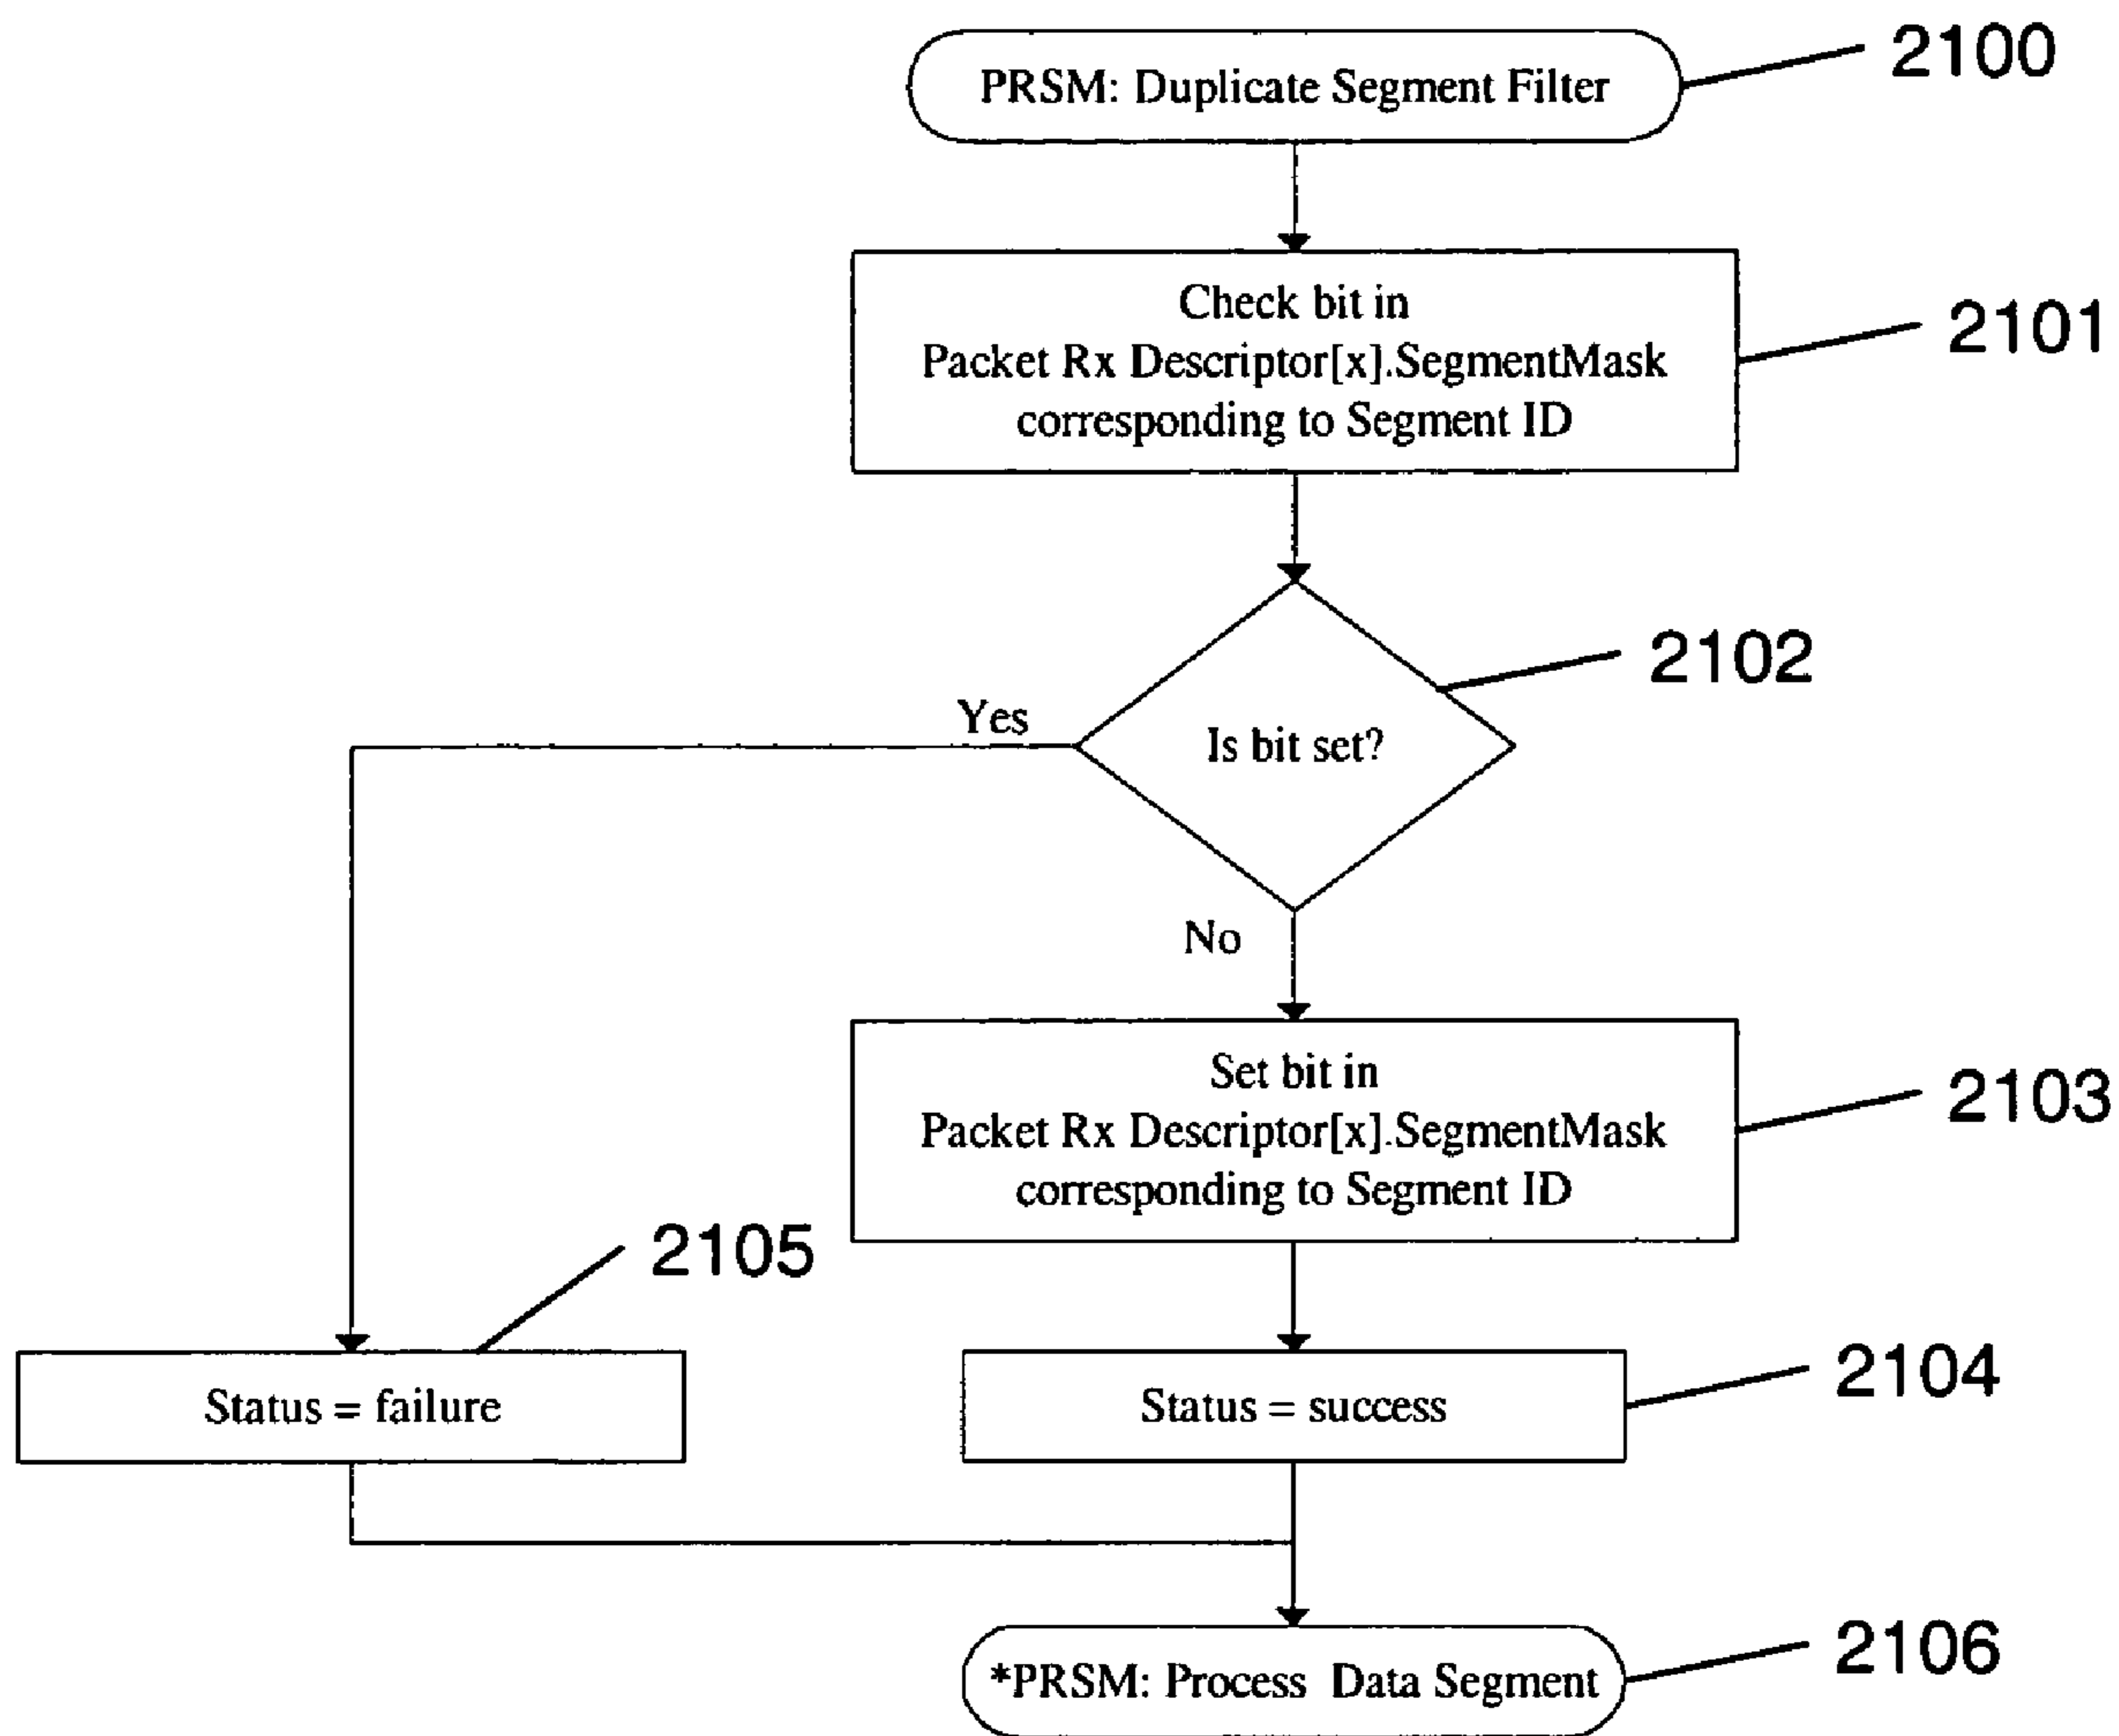 PRSM: Duplicate Segment Filter
2100
Check bit in
Packet Rx Descriptor[x].SegmentMask
corresponding to Segment ID
2101
Is bit set?
2102
Yes
No
Set bit in
Packet Rx Descriptor[x].SegmentMask
corresponding to Segment ID
2103
2105
Status = failure
Status = success
2104
*PRSM: Process Data Segment
2106